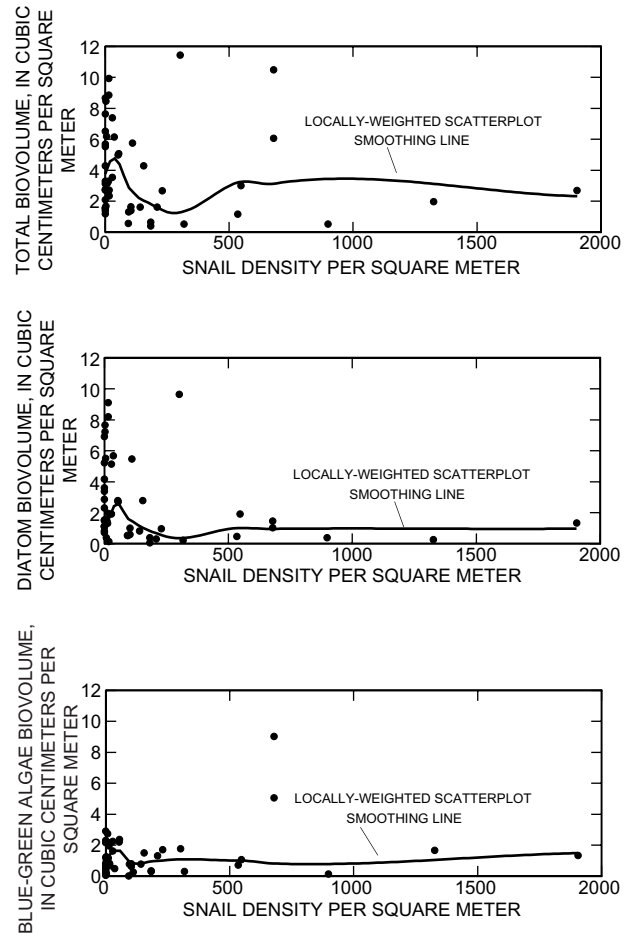 TOTAL BIOVOLUME, IN CUBIC
CENTIMETERS PER SQUARE
METER
12
10
8
6
4
2
0
LOCALLY-WEIGHTED SCATTERPLOT
SMOOTHING LINE
0
500
1000
1500
2000
SNAIL DENSITY PER SQUARE METER
DIATOM BIOVOLUME, IN CUBIC
CENTIMETERS PER SQUARE
METER
12
10
8
6
4
2
0
LOCALLY-WEIGHTED SCATTERPLOT
SMOOTHING LINE
0
500
1000
1500
2000
SNAIL DENSITY PER SQUARE METER
BLUE-GREEN ALGAE BIOVOLUME,
IN CUBIC CENTIMETERS PER
SQUARE METER
12
10
8
6
4
2
0
LOCALLY-WEIGHTED SCATTERPLOT
SMOOTHING LINE
0
500
1000
1500
2000
SNAIL DENSITY PER SQUARE METER